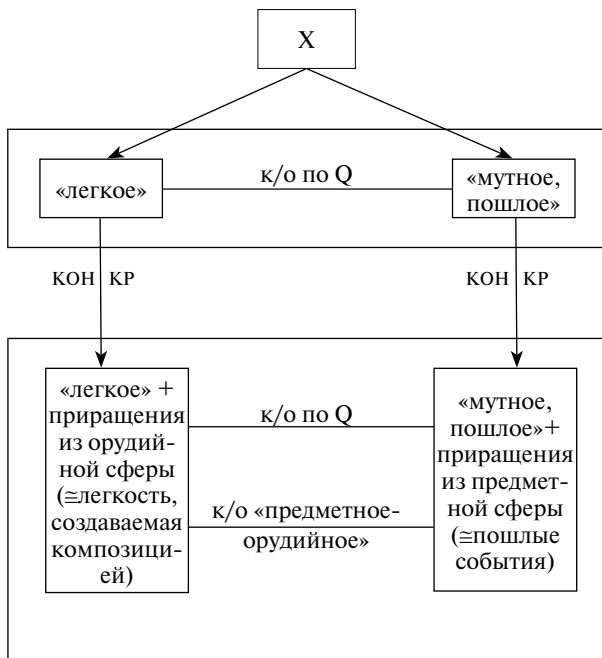 X
«легкое»
к/о по Q
«мутное,
пошлое»
КОН КР
КОН КР
«легкое» +
приращения
из орудий-
ной сферы
(≅легкость,
создаваемая
композици-
ей)
к/о по Q
к/о «предметное-
орудийное»
«мутное,
пошлое»+
приращения
из предмет-
ной сферы
(≅пошлые
события)